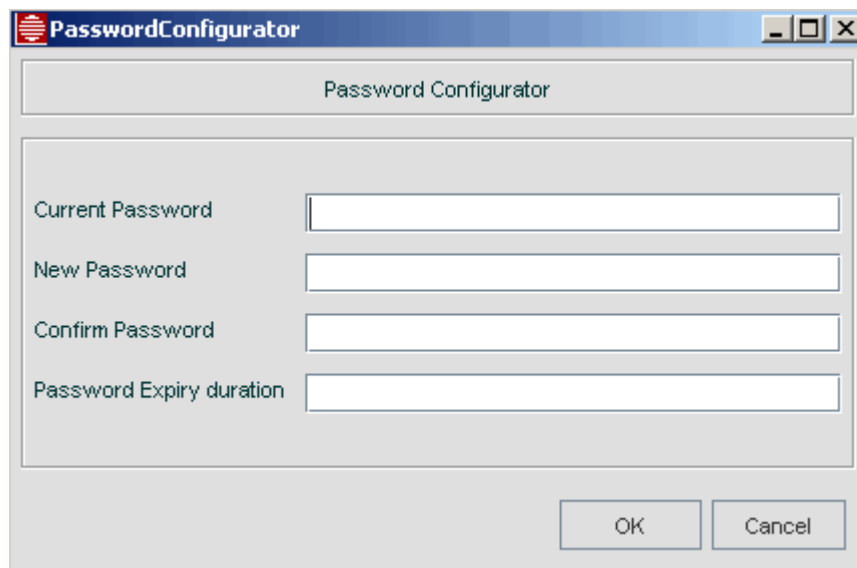 PasswordConfigurator
Password Configurator
Current Password
New Password
Confirm Password
Password Expiry duration
OK Cancel